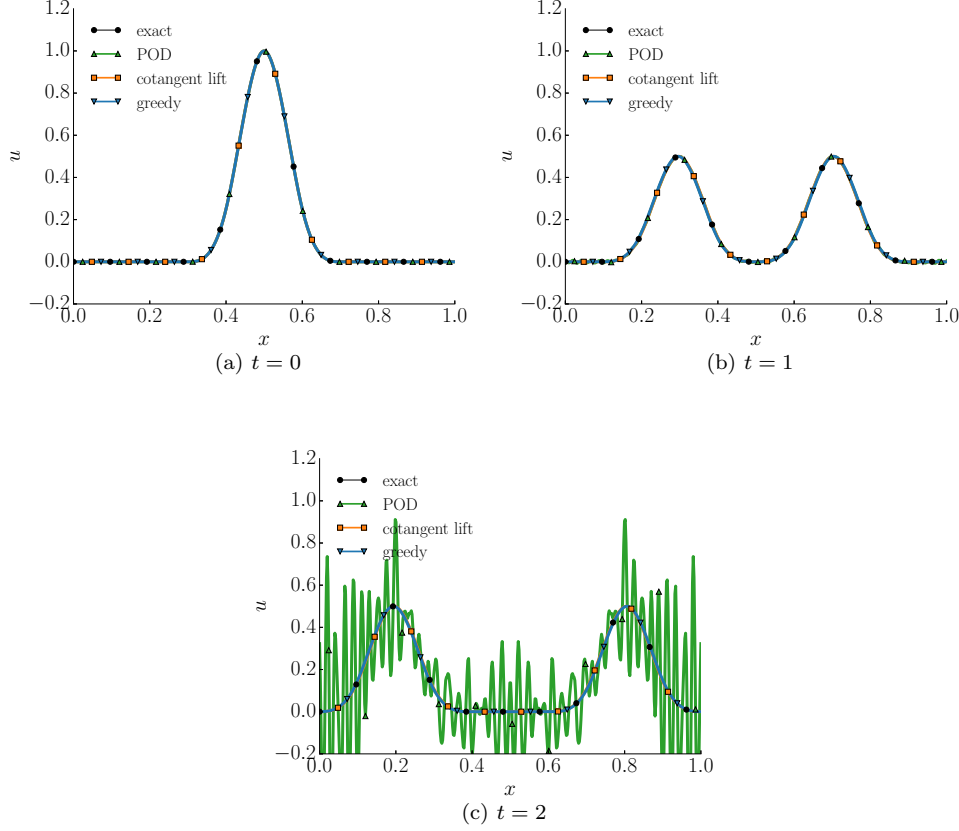 1.2
1.0
0.8
0.6
0.4
0.2
0.0
−0.2
u
exact
POD
cotangent lift
greedy
0.0 0.2 0.4 0.6 0.8 1.0
x
(a) t = 0
1.2
1.0
0.8
0.6
0.4
0.2
0.0
−0.2
u
exact
POD
cotangent lift
greedy
0.0 0.2 0.4 0.6 0.8 1.0
x
(b) t = 1
1.2
1.0
0.8
0.6
0.4
0.2
0.0
−0.2
u
exact
POD
cotangent lift
greedy
0.0 0.2 0.4 0.6 0.8 1.0
x
(c) t = 2